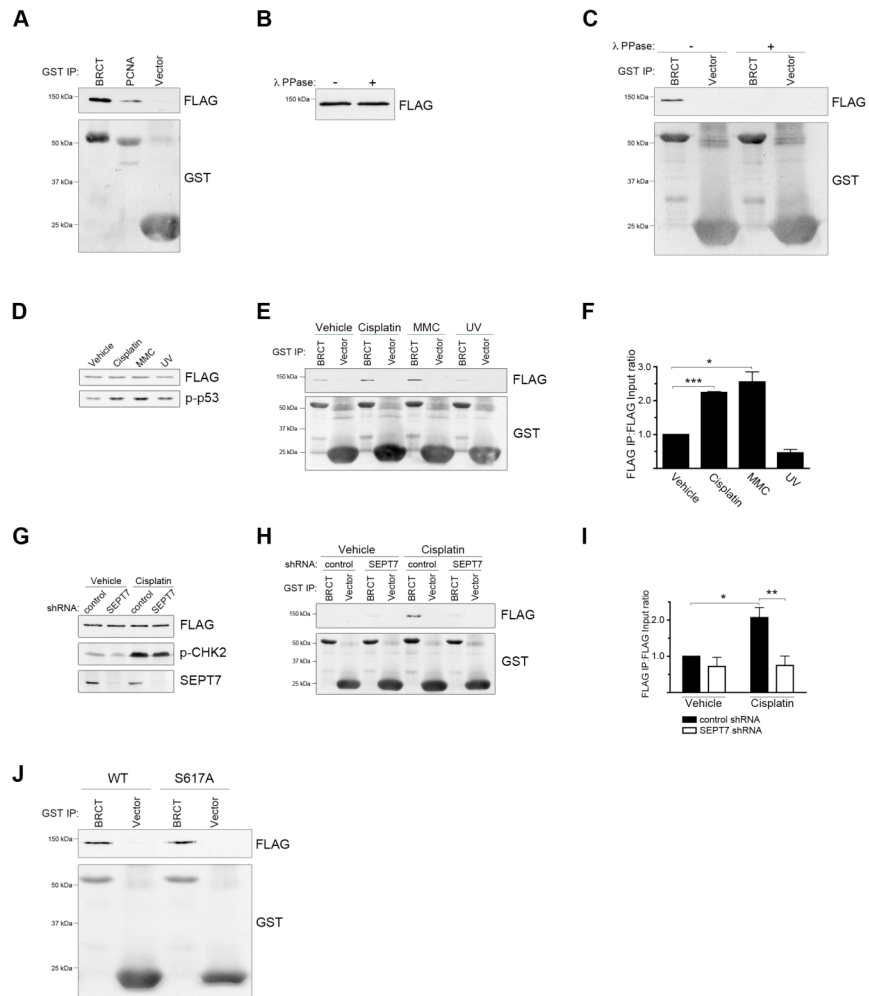 A
GST IP:
BRCT
PCNA
Vector
150 kDa
FLAG
50 kDa
37 kDa
25 kDa
GST
B
λ PPase: - +
150 kDa
FLAG
C
λ PPase: - +
GST IP:
BRCT
Vector
BRCT
Vector
150 kDa
FLAG
50 kDa
37 kDa
25 kDa
GST
D
Vehicle
Cisplatin
MMC
UV
FLAG
p-p53
E
Vehicle Cisplatin MMC UV
GST IP:
BRCT
Vector
BRCT
Vector
BRCT
Vector
BRCT
Vector
150 kDa
FLAG
50 kDa
37 kDa
25 kDa
GST
F
FLAG IP:FLAG Input ratio
3.0
2.0
1.0
*
***
Vehicle
Cisplatin
MMC
UV
G
Vehicle Cisplatin
shRNA:
control
SEPT7
control
SEPT7
FLAG
p-CHK2
SEPT7
H
Vehicle Cisplatin
shRNA: control SEPT7 control SEPT7
GST IP:
BRCT
Vector
BRCT
Vector
BRCT
Vector
BRCT
Vector
150 kDa
FLAG
50 kDa
37 kDa
25 kDa
GST
I
FLAG IP:FLAG Input ratio
2.0
1.0
* **
Vehicle Cisplatin
control shRNA
SEPT7 shRNA
J
WT S617A
GST IP:
BRCT
Vector
BRCT
Vector
150 kDa
FLAG
50 kDa
37 kDa
25 kDa
GST